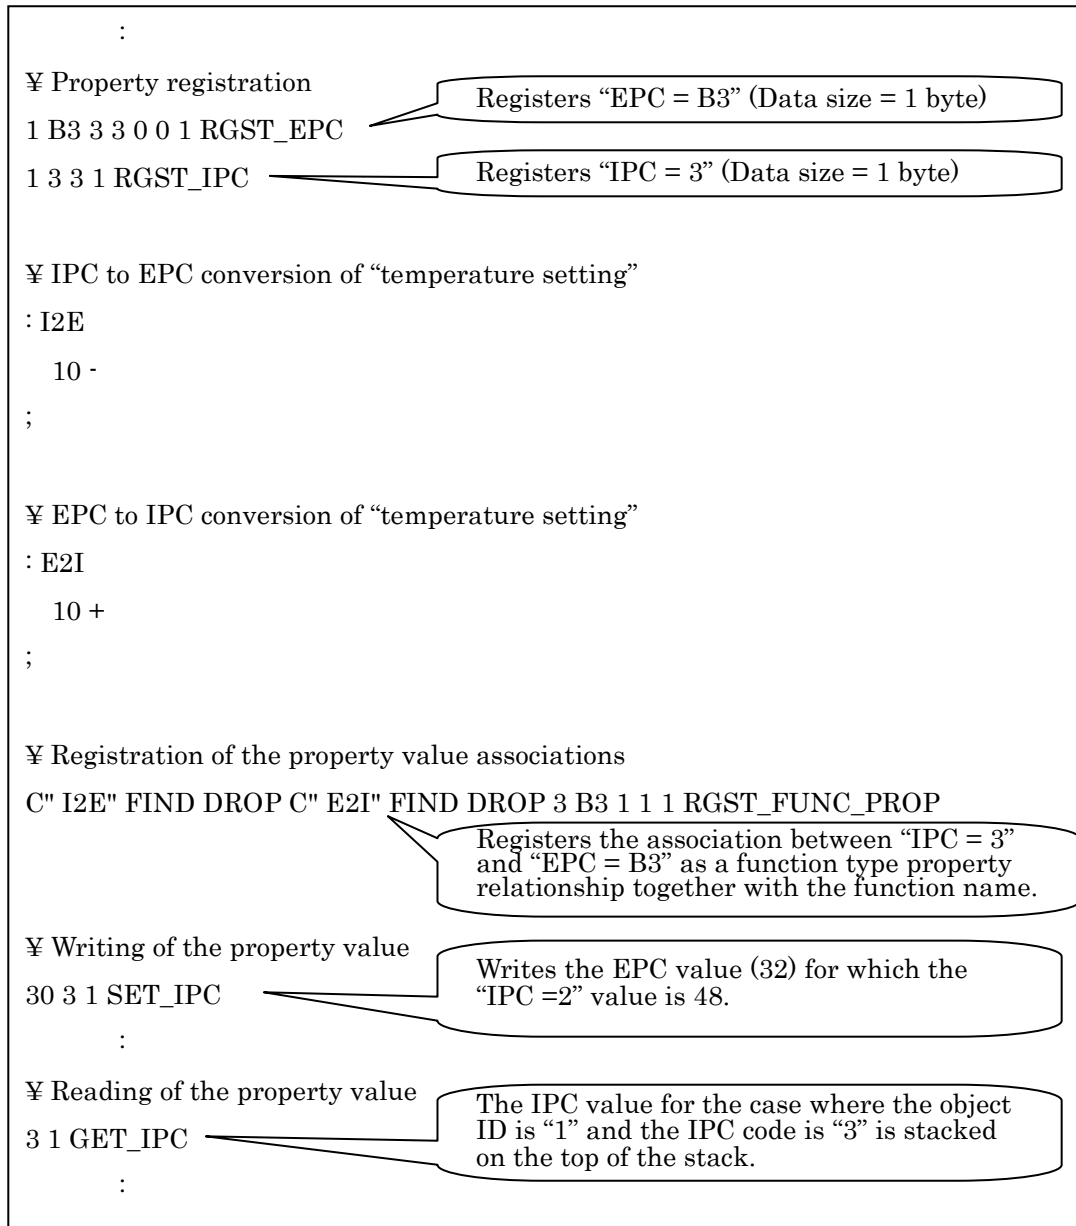 :
¥ Property registration
Registers “EPC = B3” (Data size = 1 byte)
1 B3 3 3 0 0 1 RGST_EPC
1 3 3 1 RGST_IPC
Registers “IPC = 3” (Data size = 1 byte)
¥ IPC to EPC conversion of “temperature setting”
: I2E
10 -
;
¥ EPC to IPC conversion of “temperature setting”
: E2I
10 +
;
¥ Registration of the property value associations
C" I2E" FIND DROP C" E2I" FIND DROP 3 B3 1 1 1 RGST_FUNC_PROP
Registers the association between “IPC = 3”
and “EPC = B3” as a function type property
relationship together with the function name.
¥ Writing of the property value
30 3 1 SET_IPC
Writes the EPC value (32) for which the
“IPC =2” value is 48.
:
¥ Reading of the property value
3 1 GET_IPC
The IPC value for the case where the object
ID is “1” and the IPC code is “3” is stacked
on the top of the stack.
: